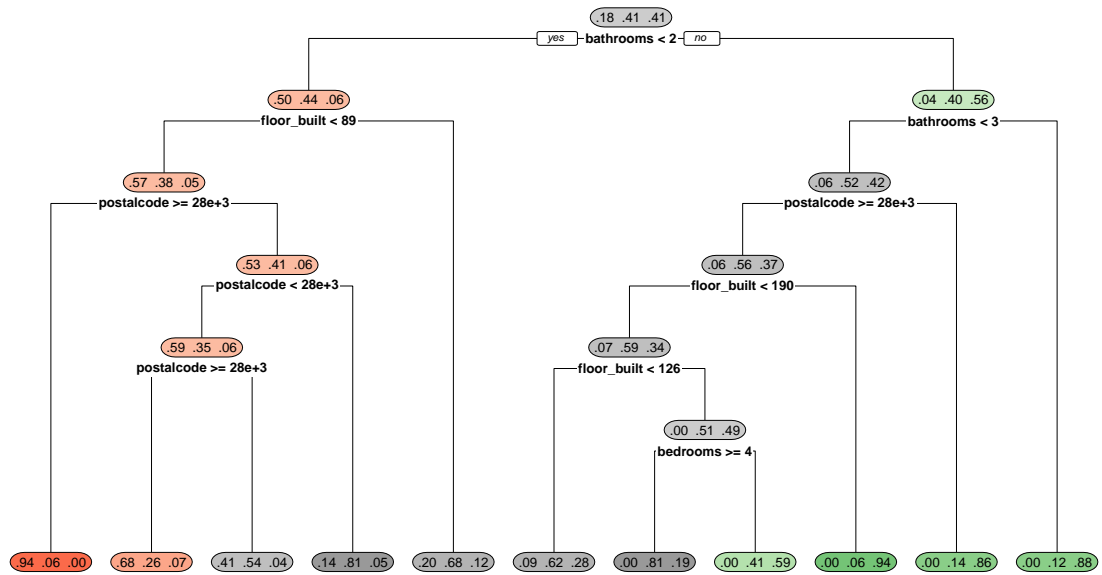 .18 .41 .41
yes bathrooms < 2 no
.50 .44 .06
.04 .40 .56
floor_built < 89
bathrooms < 3
.57 .38 .05
.06 .52 .42
postalcode >= 28e+3
postalcode >= 28e+3
.53 .41 .06
.06 .56 .37
postalcode < 28e+3
floor_built < 190
.59 .35 .06
.07 .59 .34
postalcode >= 28e+3
floor_built < 126
.00 .51 .49
bedrooms >= 4
.94 .06 .00
.68 .26 .07
.41 .54 .04
.14 .81 .05
.20 .68 .12
.09 .62 .28
.00 .81 .19
.00 .41 .59
.00 .06 .94
.00 .14 .86
.00 .12 .88